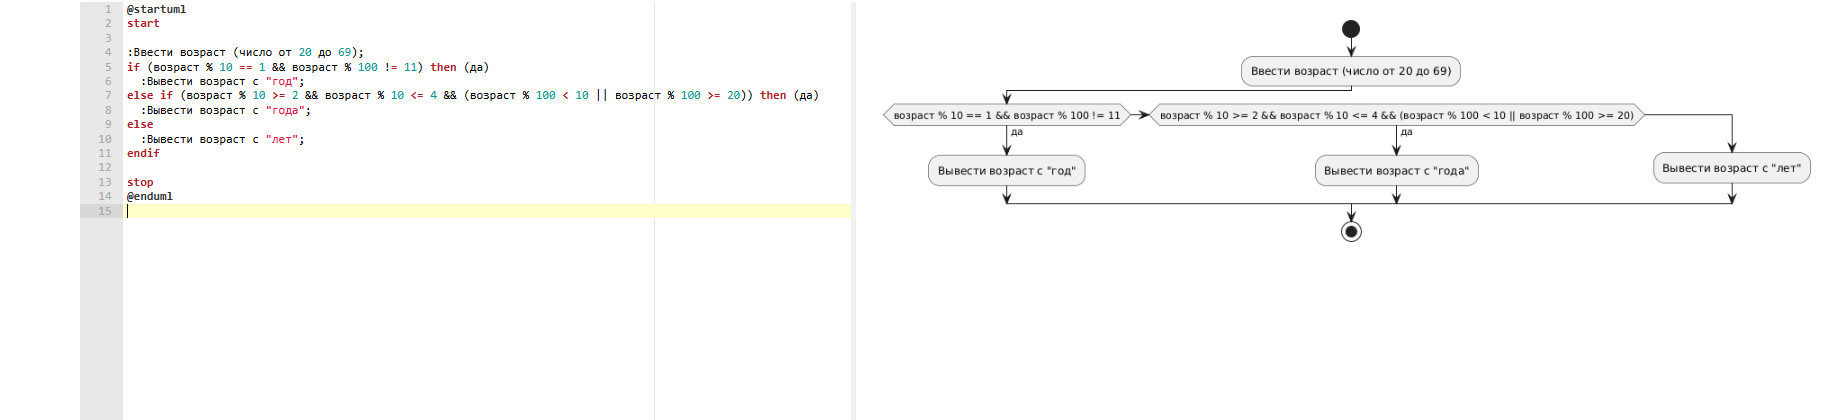 1 @startuml
2 start
3
4 :Ввести возраст (число от 20 до 69);
5 if (возраст % 10 == 1 && возраст % 100 != 11) then (да)
6 :Вывести возраст с "год";
7 else if (возраст % 10 >= 2 && возраст % 10 <= 4 && (возраст % 100 < 10 || возраст % 100 >= 20)) then (да)
8 :Вывести возраст с "года";
9 else
10 :Вывести возраст с "лет";
11 endif
12
13 stop
14 @enduml
15
Ввести возраст (число от 20 до 69)
возраст % 10 == 1 && возраст % 100 != 11
возраст % 10 >= 2 && возраст % 10 <= 4 && (возраст % 100 < 10 || возраст % 100 >= 20)
да
да
Вывести возраст с "год"
Вывести возраст с "года"
Вывести возраст с "лет"